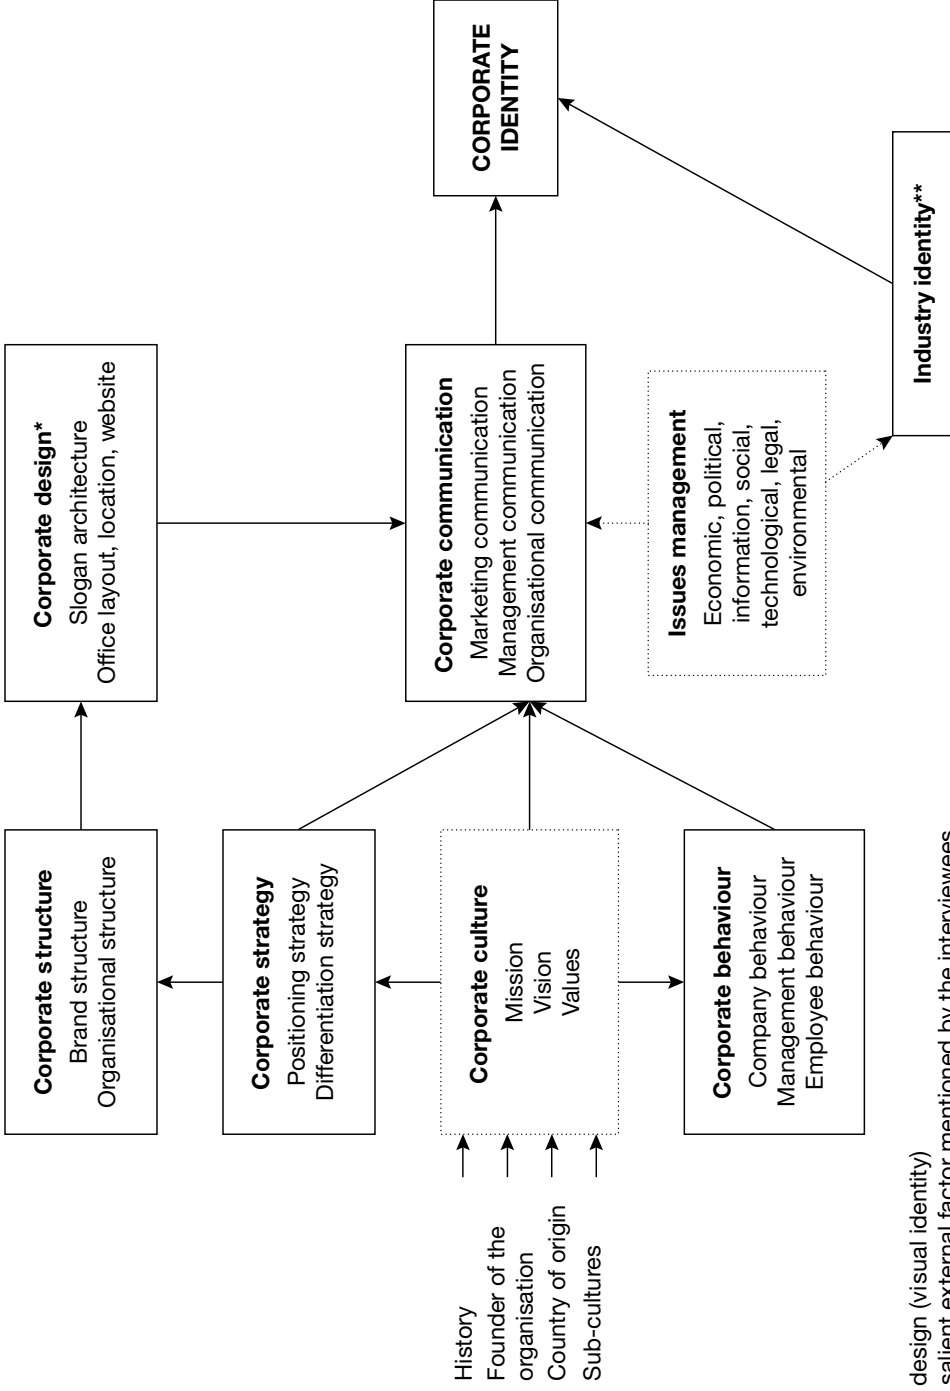 Corporate structure
Brand structure
Organisational structure
Corporate design*
Slogan architecture
Office layout, location, website
Corporate strategy
Positioning strategy
Differentiation strategy
History
Founder of the
organisation
Country of origin
Sub-cultures
Corporate culture
Mission
Vision
Values
Corporate communication
Marketing communication
Management communication
Organisational communication
CORPORATE
IDENTITY
Corporate behaviour
Company behaviour
Management behaviour
Employee behaviour
Issues management
Economic, political,
information, social,
technological, legal,
environmental
Industry identity**
design (visual identity)
salient external factor mentioned by the interviewees